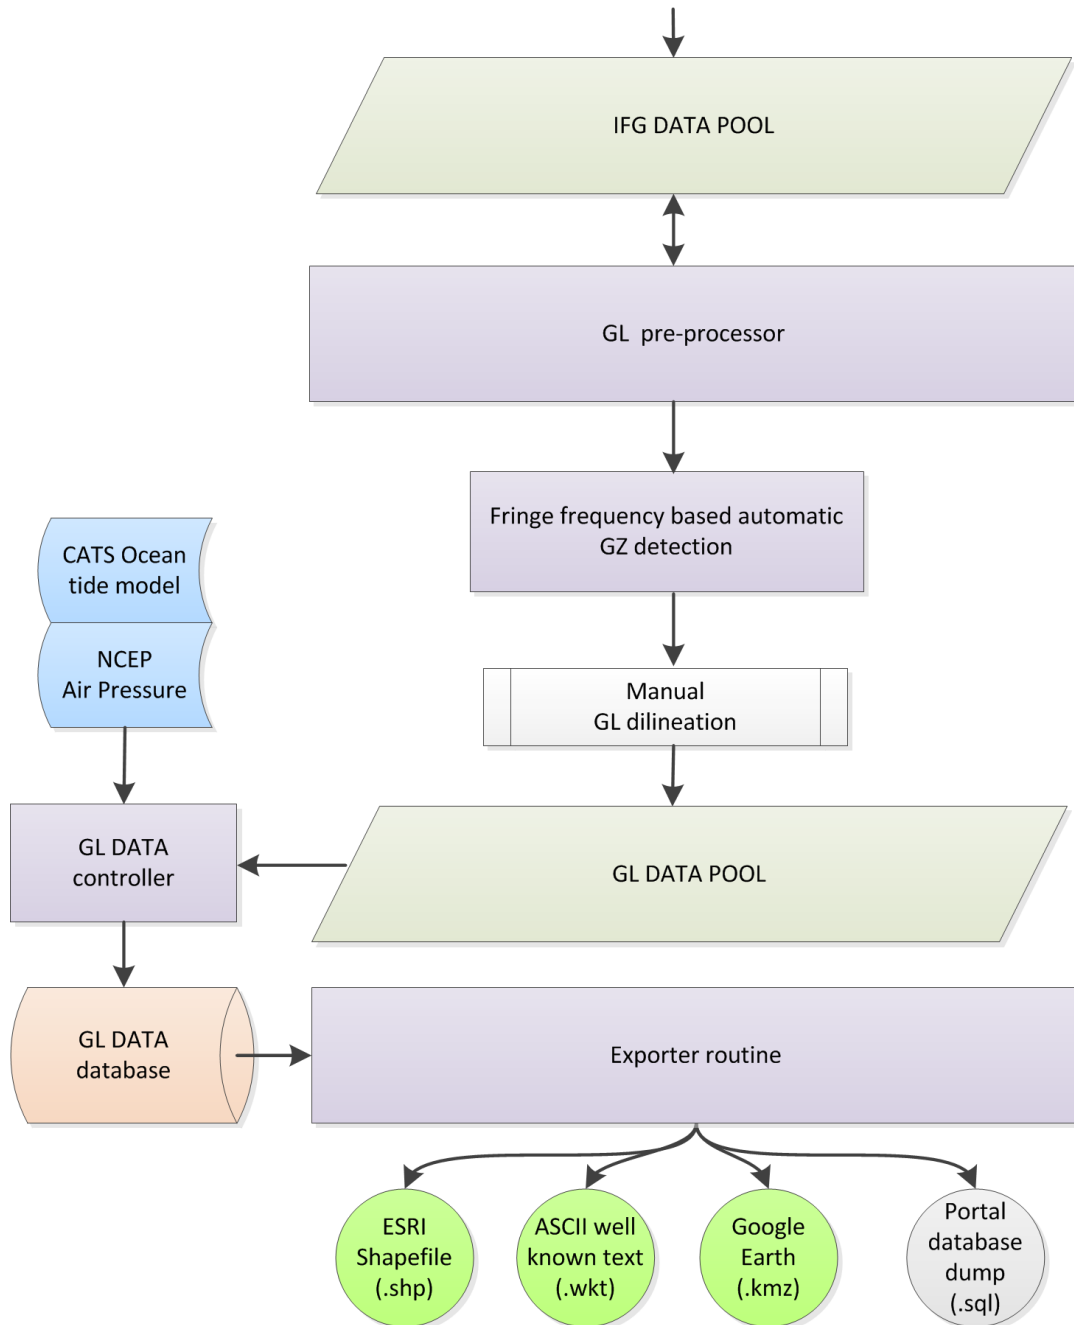 IFG DATA POOL
GL pre-processor
Fringe frequency based automatic
GZ detection
CATS Ocean
tide model
NCEP
Air Pressure
Manual
GL dilineation
GL DATA
controller
GL DATA POOL
GL DATA
database
Exporter routine
ESRI
Shapefile
(.shp)
ASCII well
known text
(.wkt)
Google
Earth
(.kmz)
Portal
database
dump
(.sql)